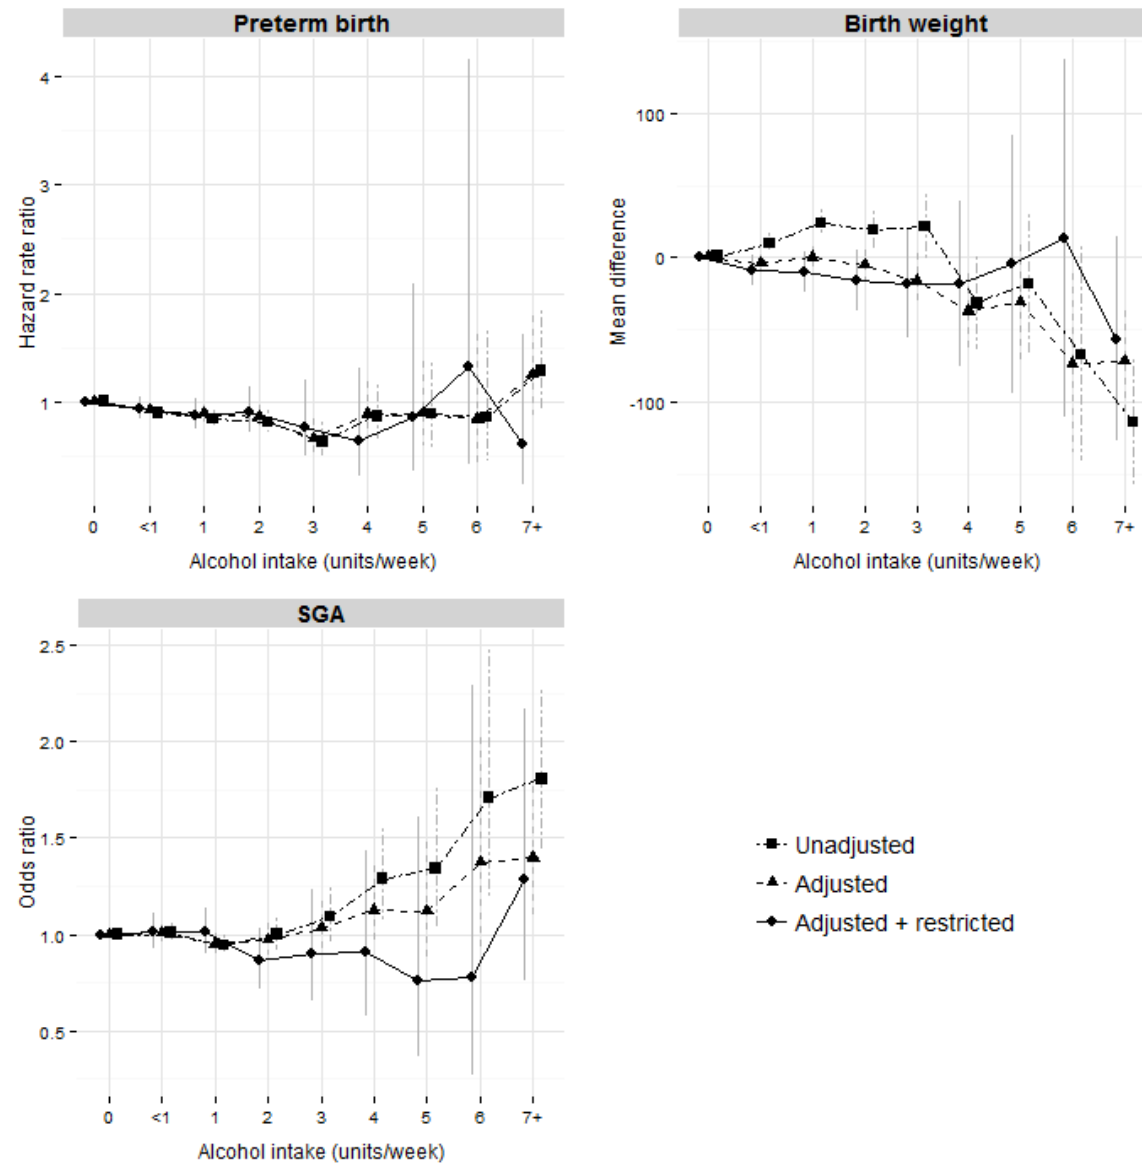 Preterm birth
4
3
2
1
Hazard rate ratio
0 <1 1 2 3 4 5 6 7+
Alcohol intake (units/week)
Birth weight
100
0
-100
Mean difference
0 <1 1 2 3 4 5 6 7+
Alcohol intake (units/week)
SGA
2.5
2.0
1.5
1.0
0.5
Odds ratio
0 <1 1 2 3 4 5 6 7+
Alcohol intake (units/week)
Unadjusted
Adjusted
Adjusted + restricted